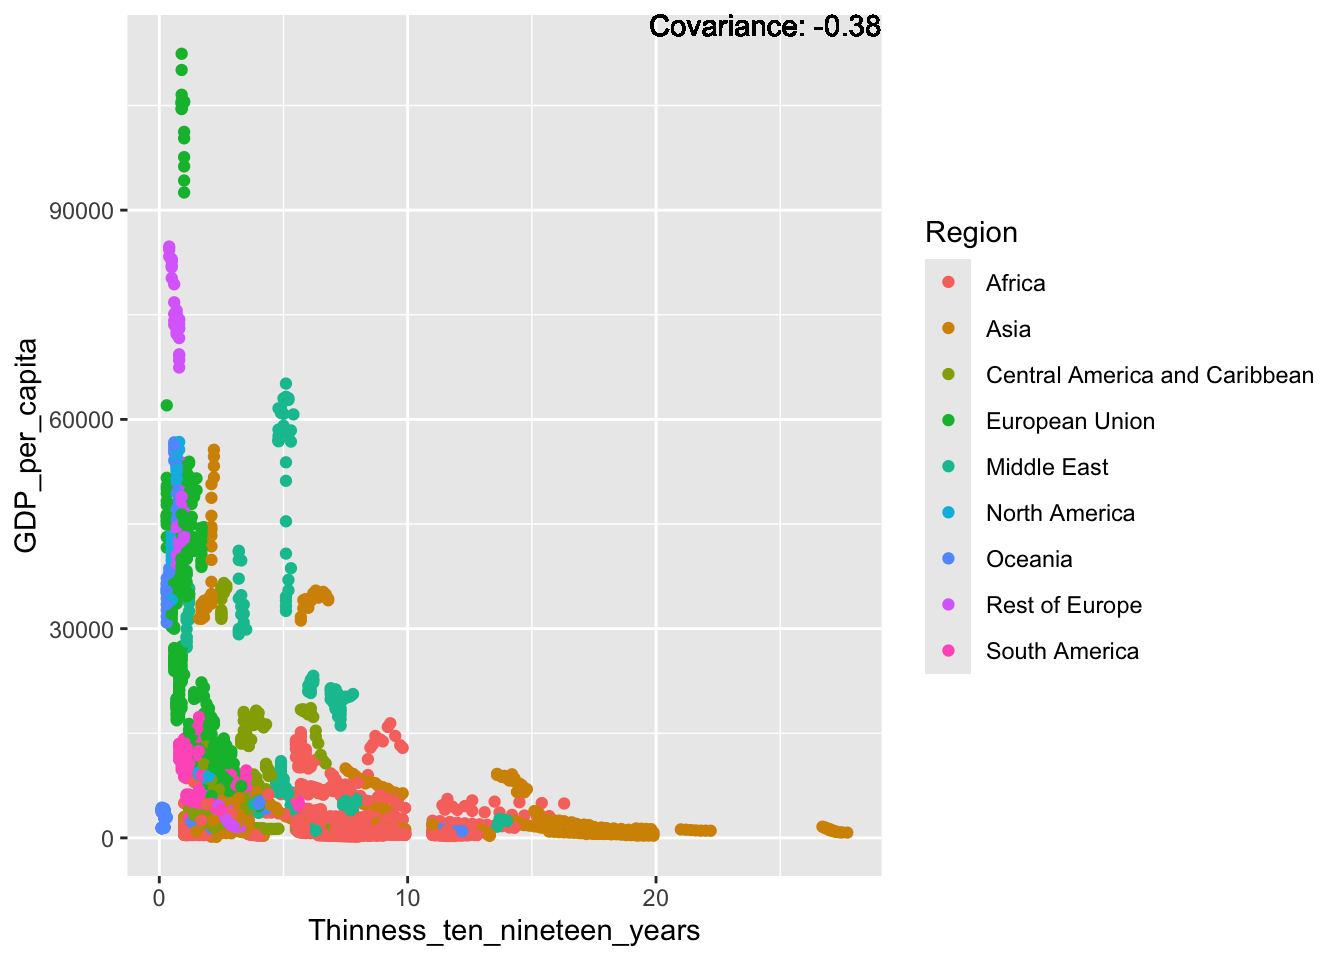 Covariance: -0.38
90000
60000
30000
0
0
10
20
GDP_per_capita
Thinness_ten_nineteen_years
Region
Africa
Asia
Central America and Caribbean
European Union
Middle East
North America
Oceania
Rest of Europe
South America